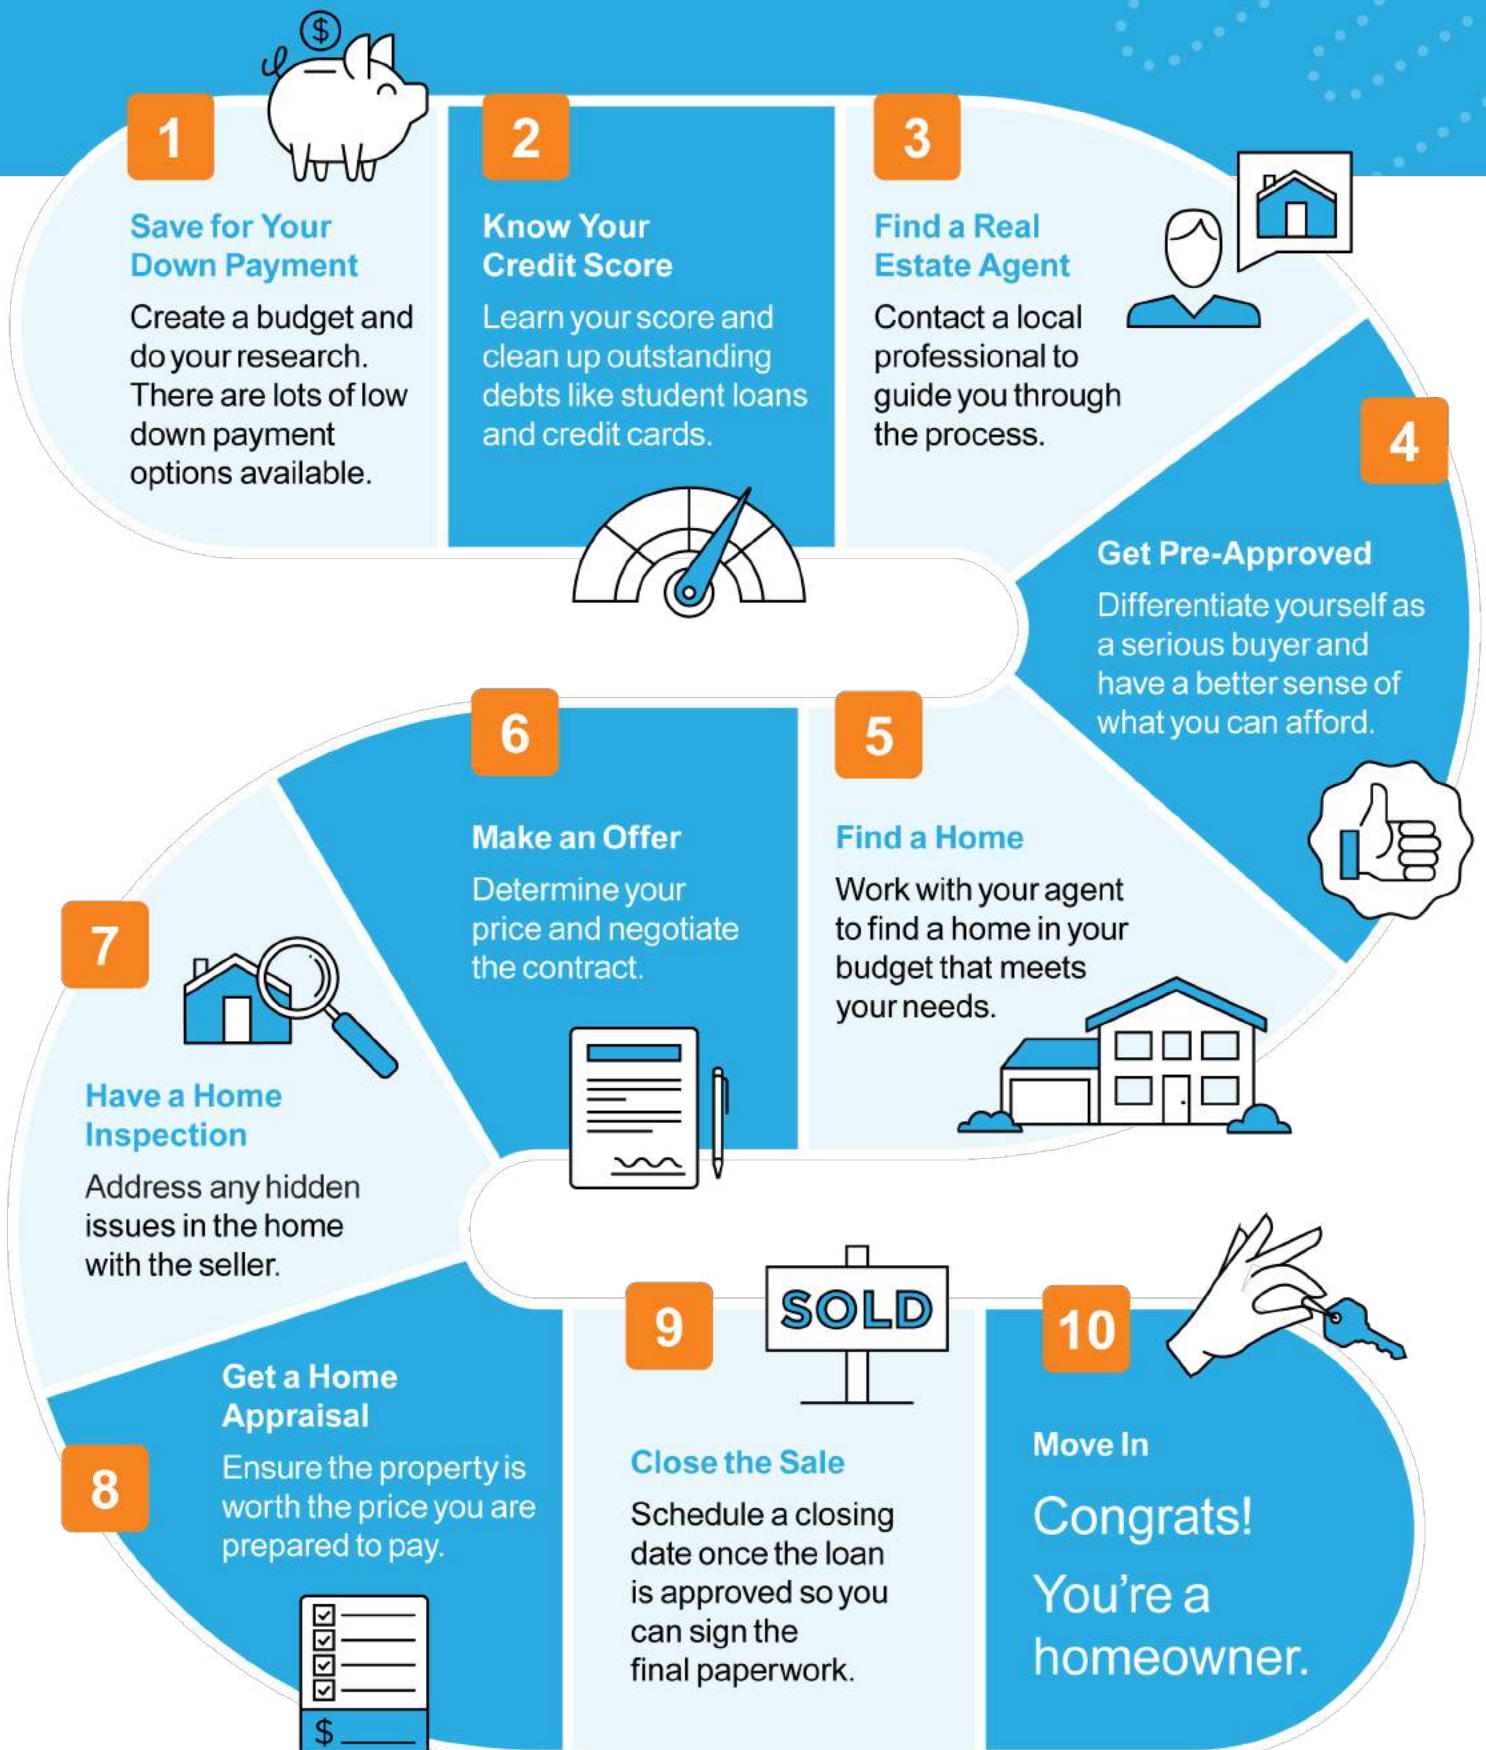 $
1
Save for Your
Down Payment
Create a budget and
do your research.
There are lots of low
down payment
options available.
2
Know Your
Credit Score
Learn your score and
clean up outstanding
debts like student loans
and credit cards.
3
Find a Real
Estate Agent
Contact a local
professional to
guide you through
the process.
4
Get Pre-Approved
Differentiate yourself as
a serious buyer and
have a better sense of
what you can afford.
5
Find a Home
Work with your agent
to find a home in your
budget that meets
your needs.
6
Make an Offer
Determine your
price and negotiate
the contract.
7
Have a Home
Inspection
Address any hidden
issues in the home
with the seller.
8
Get a Home
Appraisal
Ensure the property is
worth the price you are
prepared to pay.
$
9
SOLD
Close the Sale
Schedule a closing
date once the loan
is approved so you
can sign the
final paperwork.
10
Move In
Congrats!
You're a
homeowner.